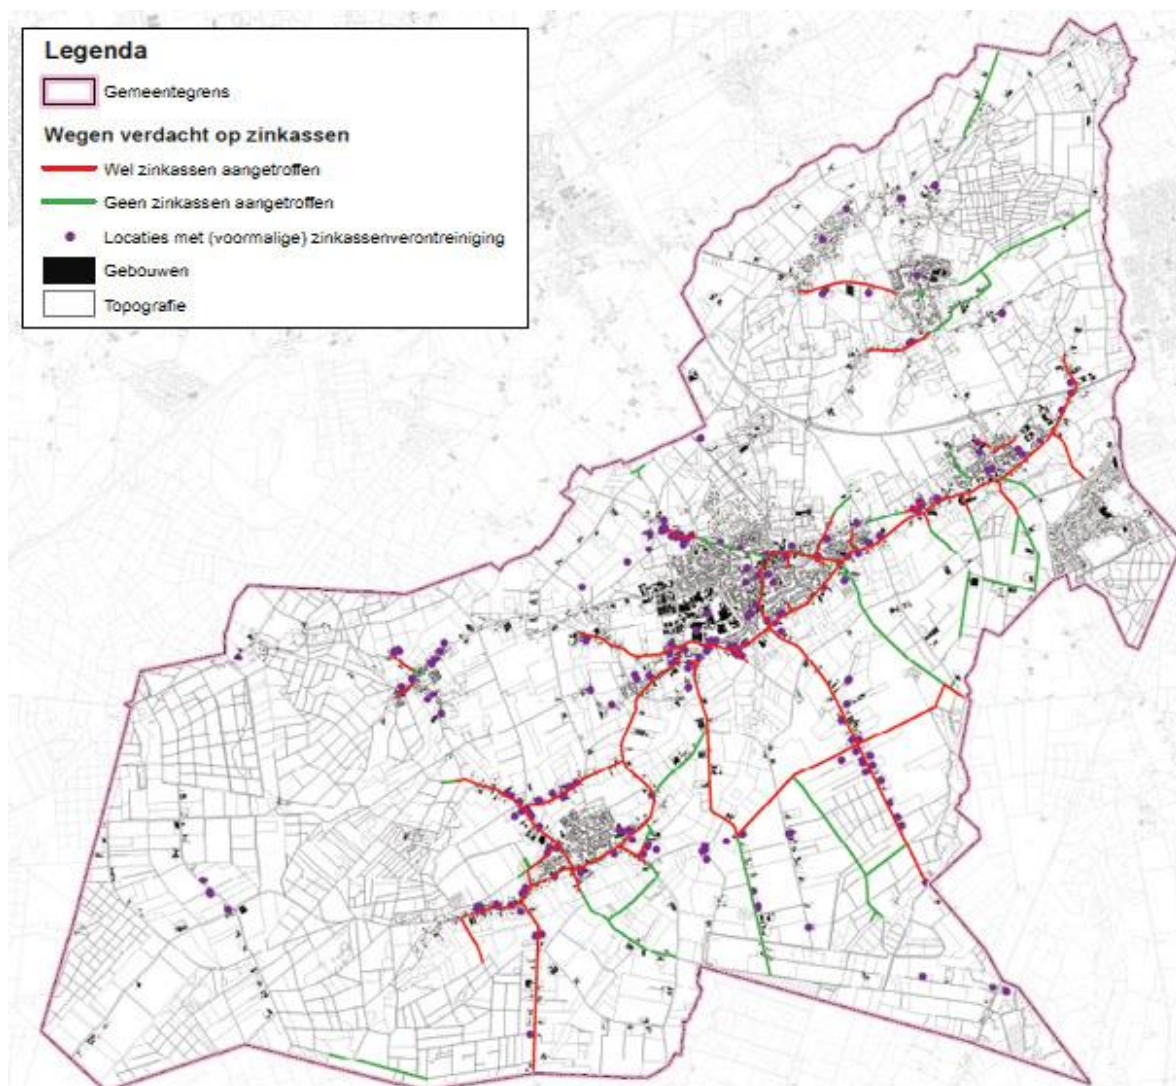 Legenda
Gemeentegrens
Wegen verdacht op zinkassen
Wel zinkassen aangetroffen
Geen zinkassen aangetroffen
Locaties met (voormalige) zinkassenverontreiniging
Gebouwen
Topografie